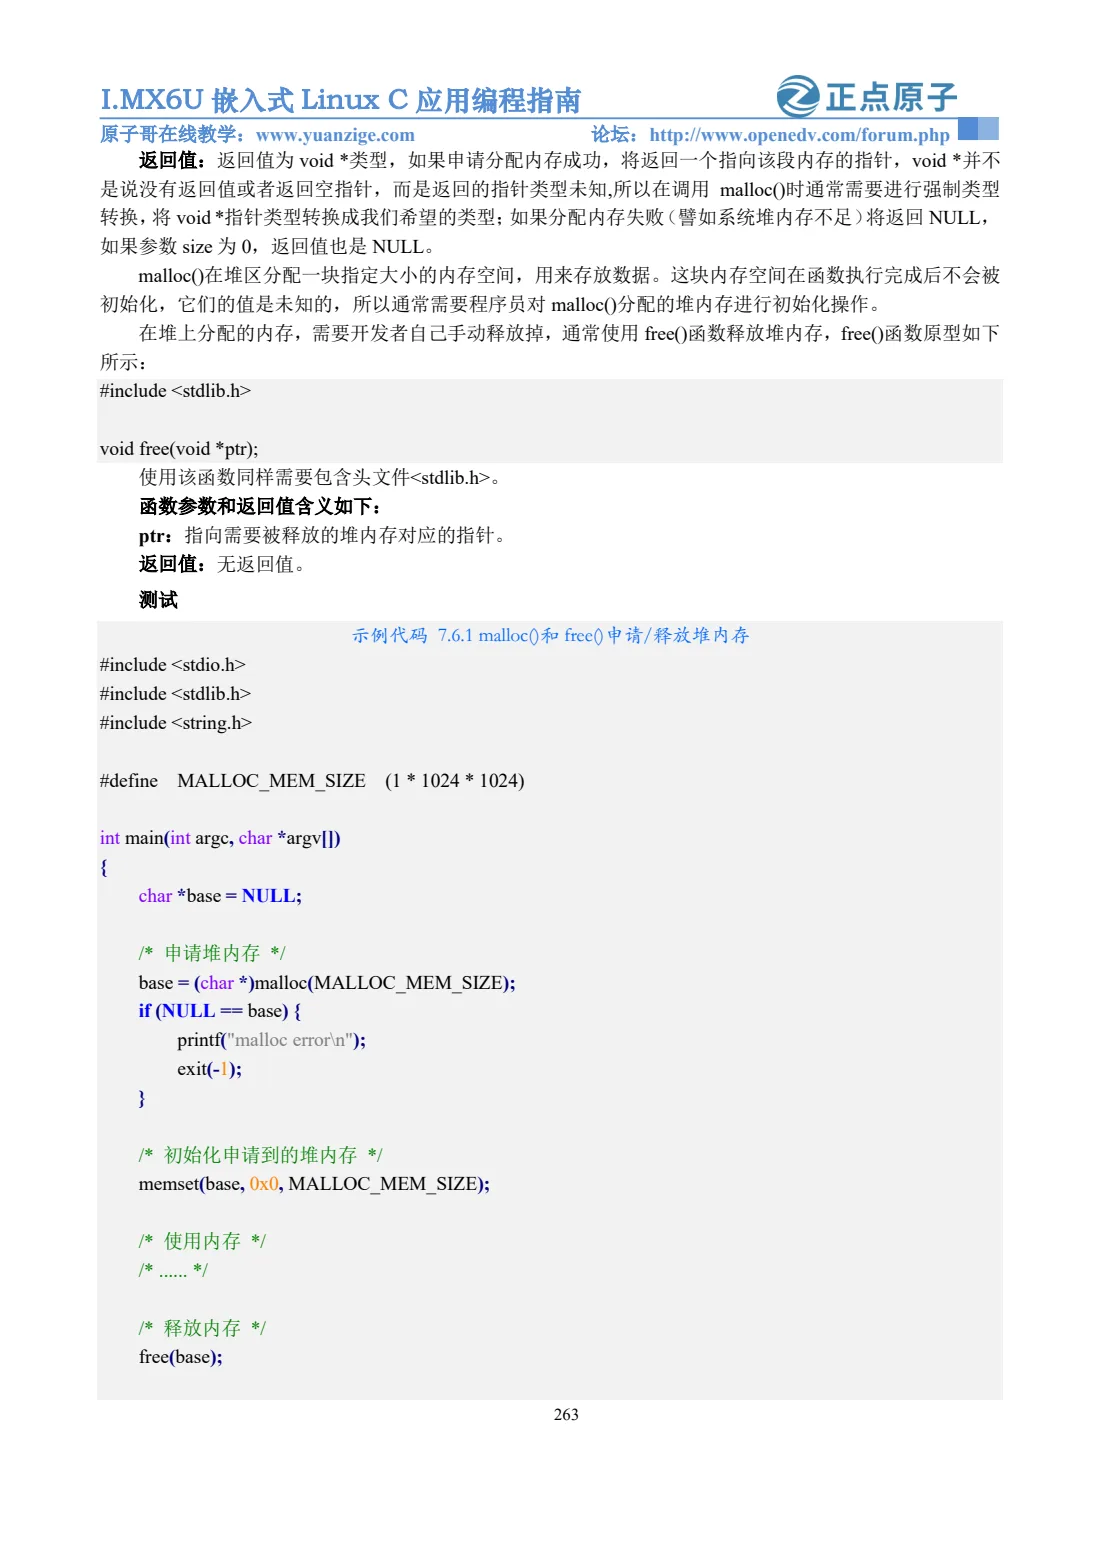 I.MX6U 嵌入式 Linux C 应用编程指南
正点原子
原子哥在线教学：www.yuanzige.com 论坛：http://www.openedv.com/forum.php
返回值：返回值为 void *类型，如果申请分配内存成功，将返回一个指向该段内存的指针，void *并不
是说没有返回值或者返回空指针，而是返回的指针类型未知,所以在调用 malloc()时通常需要进行强制类型
转换，将 void *指针类型转换成我们希望的类型；如果分配内存失败（譬如系统堆内存不足）将返回 NULL，
如果参数 size 为 0，返回值也是 NULL。
malloc()在堆区分配一块指定大小的内存空间，用来存放数据。这块内存空间在函数执行完成后不会被
初始化，它们的值是未知的，所以通常需要程序员对 malloc()分配的堆内存进行初始化操作。
在堆上分配的内存，需要开发者自己手动释放掉，通常使用 free()函数释放堆内存，free()函数原型如下
所示：
#include <stdlib.h>
void free(void *ptr);
使用该函数同样需要包含头文件<stdlib.h>。
函数参数和返回值含义如下：
ptr：指向需要被释放的堆内存对应的指针。
返回值：无返回值。
测试
示例代码 7.6.1 malloc()和 free()申请/释放堆内存
#include <stdio.h>
#include <stdlib.h>
#include <string.h>
#define MALLOC_MEM_SIZE (1 * 1024 * 1024)
int main(int argc, char *argv[])
{
char *base = NULL;
/* 申请堆内存 */
base = (char *)malloc(MALLOC_MEM_SIZE);
if (NULL == base) {
printf("malloc error\n");
exit(-1);
}
/* 初始化申请到的堆内存 */
memset(base, 0x0, MALLOC_MEM_SIZE);
/* 使用内存 */
/* ...... */
/* 释放内存 */
free(base);
263